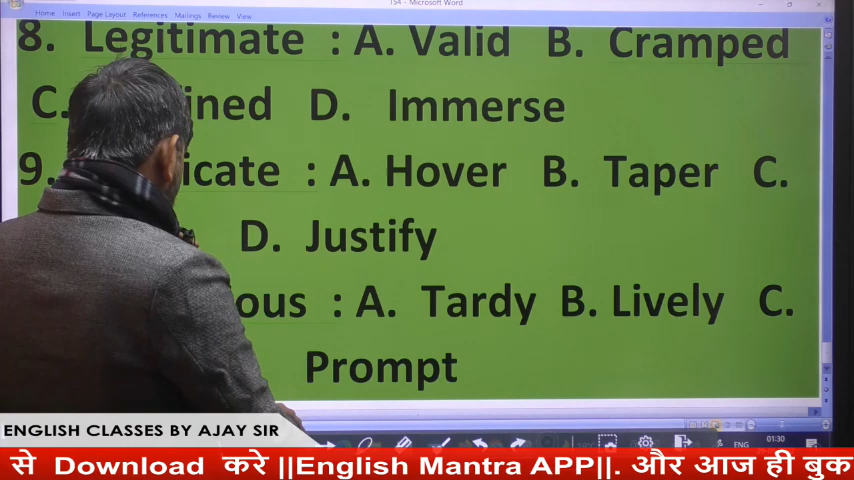 TS4 - Microsoft Word
Home Insert Page Layout References Mailings Review View
8. Legitimate : A. Valid B. Cramped
C. ined D. Immerse
9. icate : A. Hover B. Taper C.
D. Justify
ous : A. Tardy B. Lively C.
Prompt
ENGLISH CLASSES BY AJAY SIR
ENG
01:30
से Download करे ||English Mantra APP||. और आज ही बुक